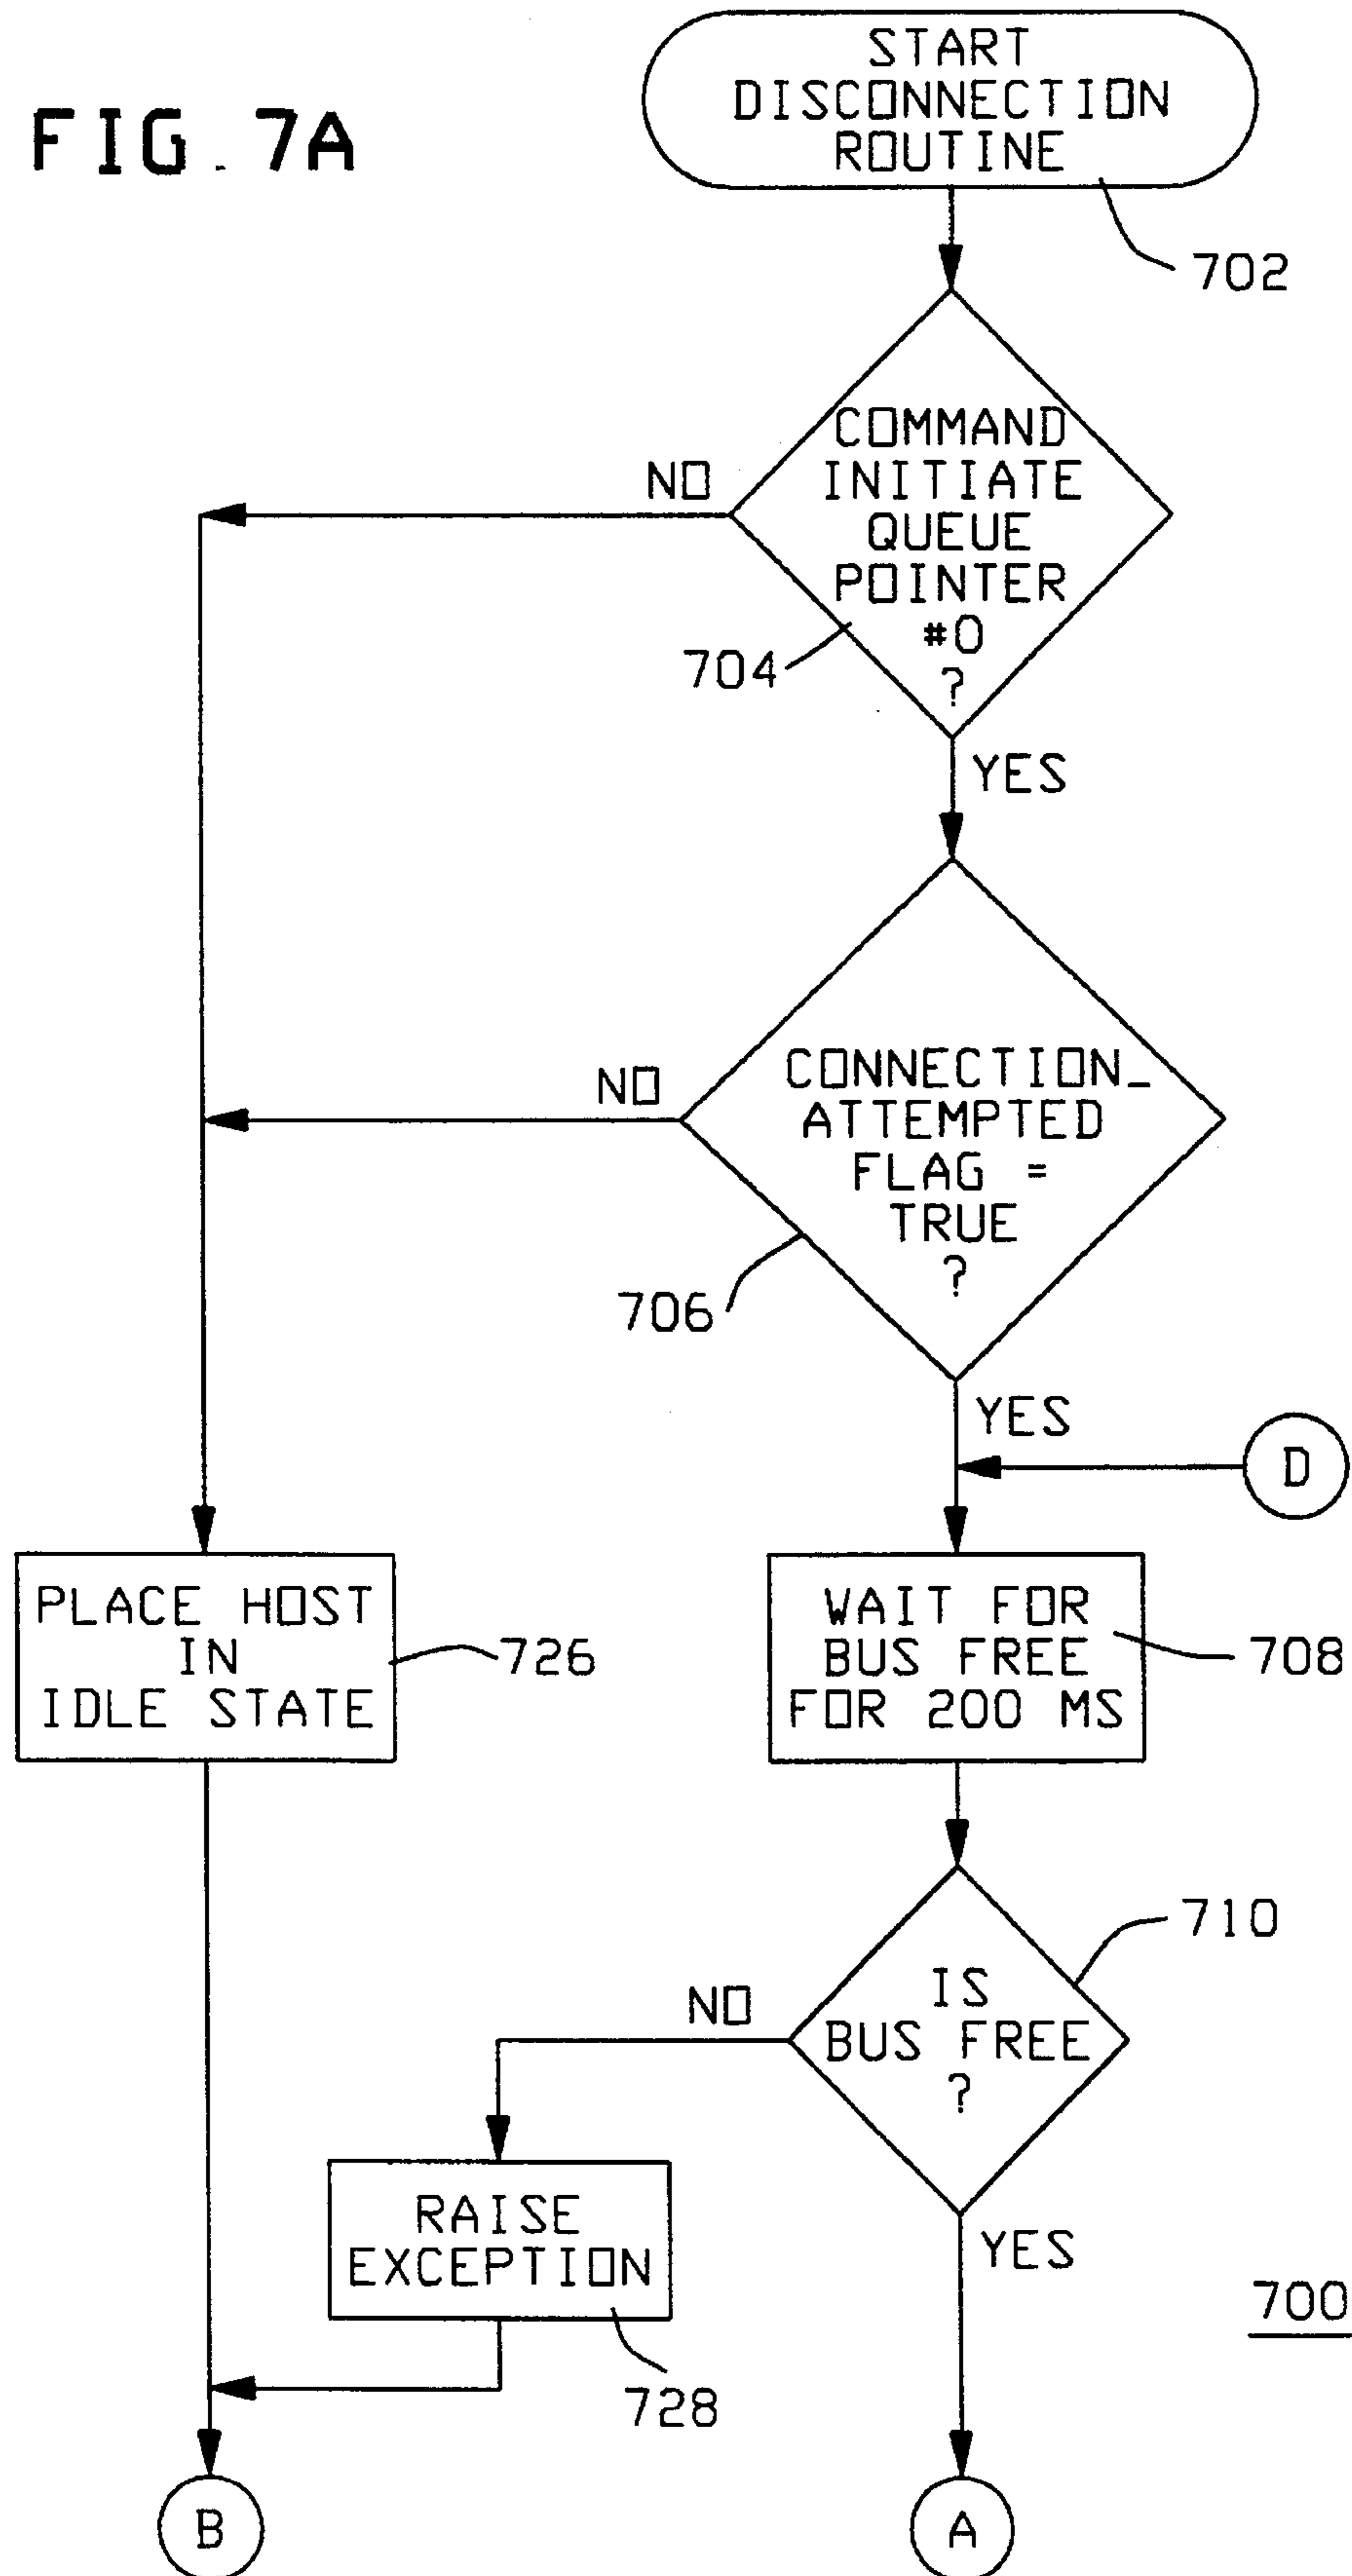 FIG. 7A
START
DISCONNECTION
ROUTINE
702
COMMAND
INITIATE
QUEUE
POINTER
#0
?
NO
704
YES
CONNECTION_
ATTEMPTED
FLAG =
TRUE
?
NO
706
YES
D
PLACE HOST
IN
IDLE STATE
726
WAIT FOR
BUS FREE
FOR 200 MS
708
710
IS
BUS FREE
?
NO
RAISE
EXCEPTION
728
YES
700
B
A